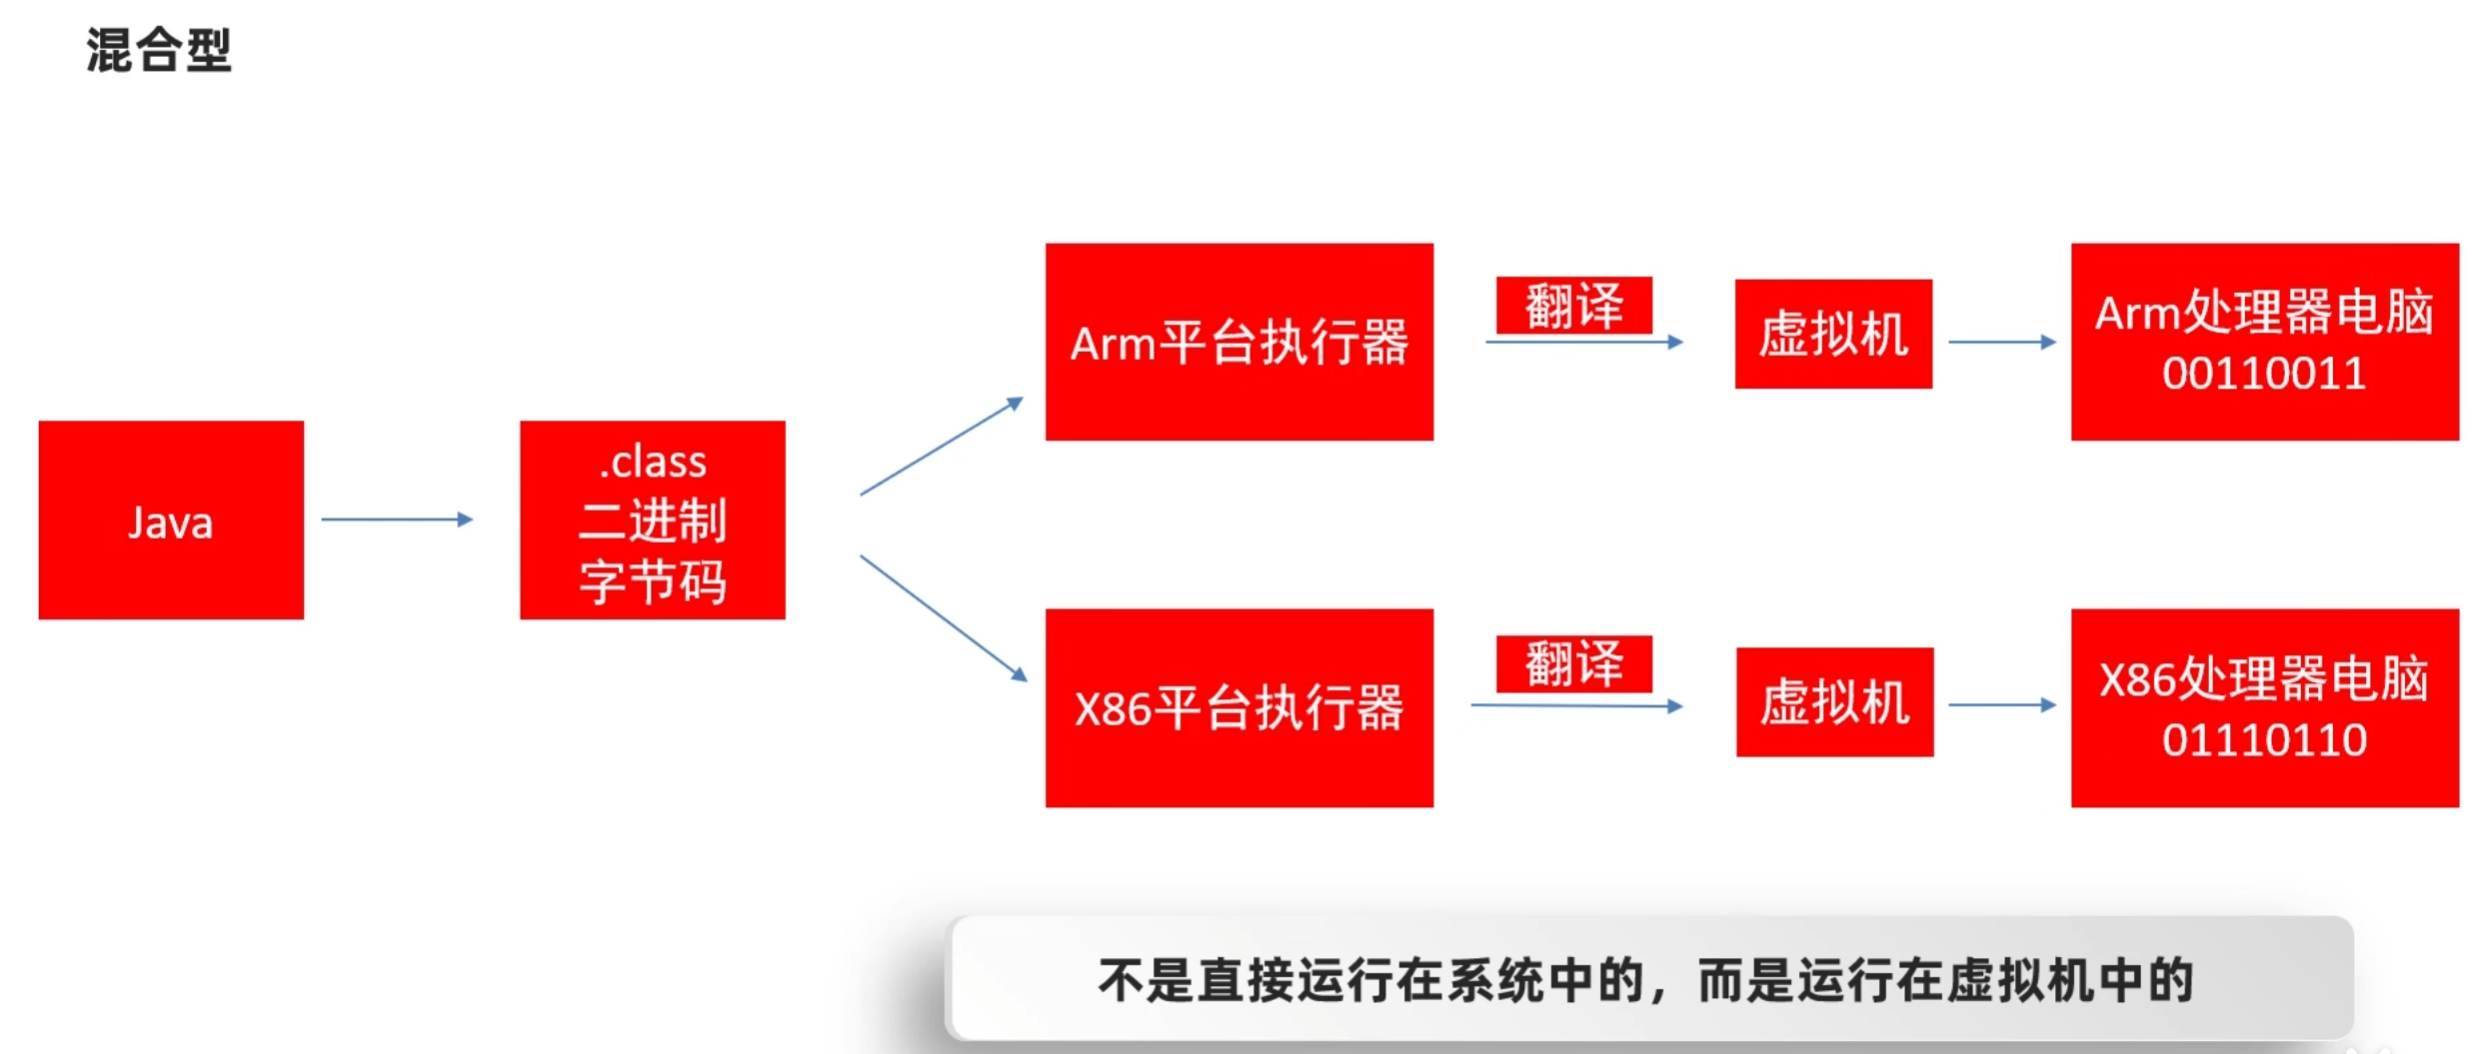 混合型
Java
.class
二进制
字节码
Arm平台执行器
翻译
虚拟机
Arm处理器电脑
00110011
X86平台执行器
翻译
虚拟机
X86处理器电脑
01110110
不是直接运行在系统中的，而是运行在虚拟机中的